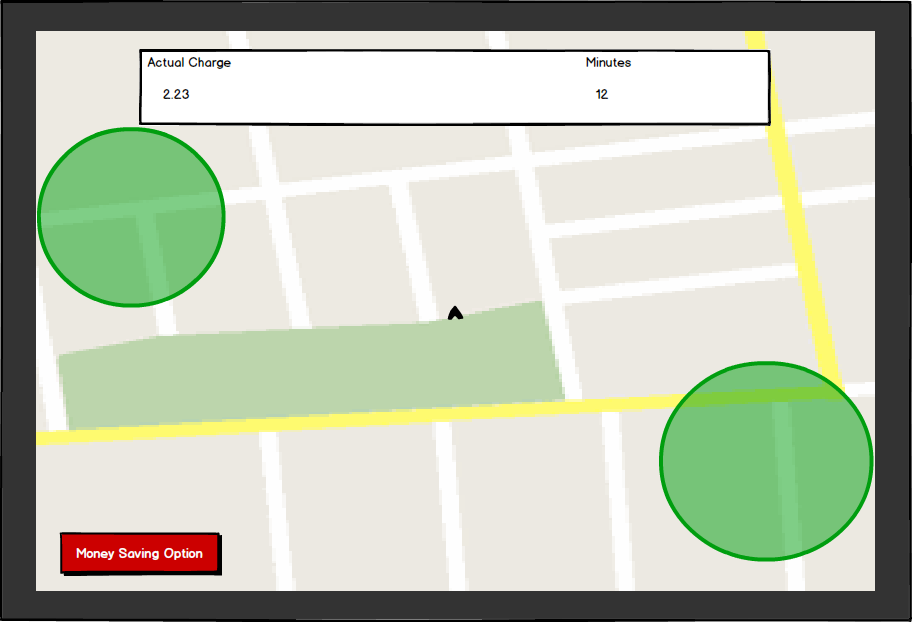 Actual Charge
Minutes
2.23
12
Money Saving Option